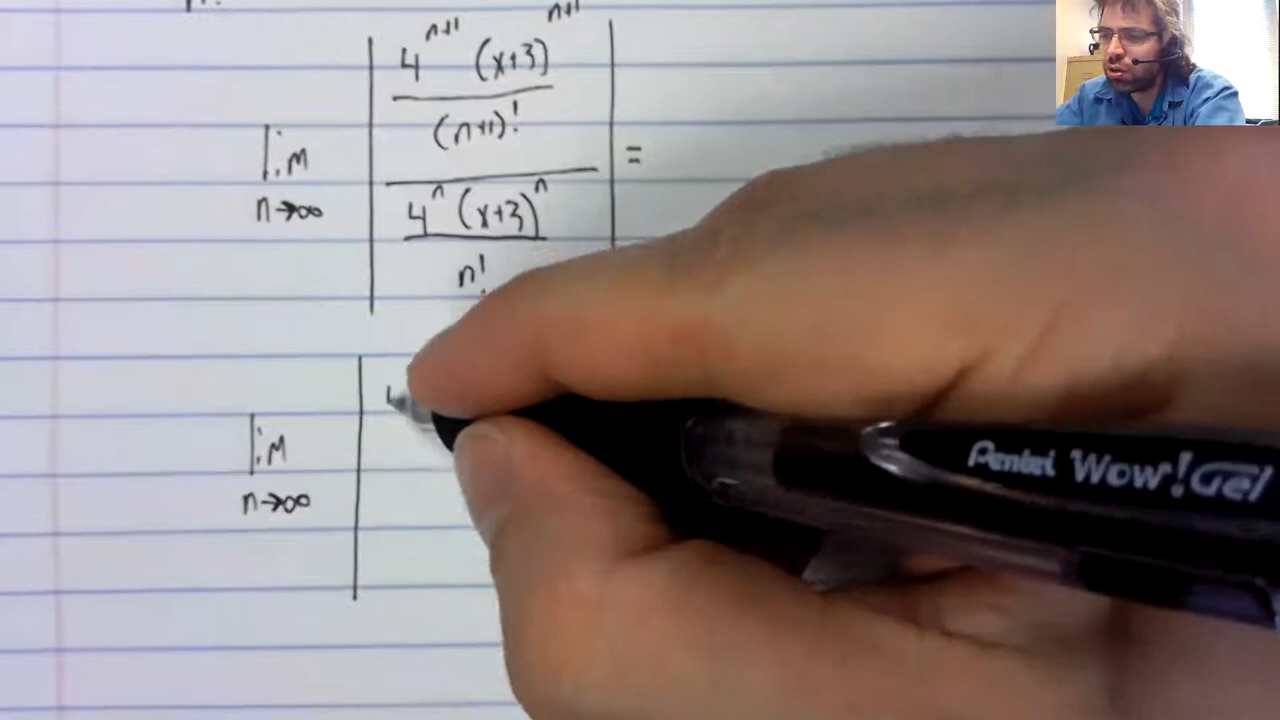 4^{n+1} (x+3)^{n+1}
(n+1)!
lim =
n→∞
4^n (x+3)^n
n!
lim
n→∞
Pentel Wow! Gel